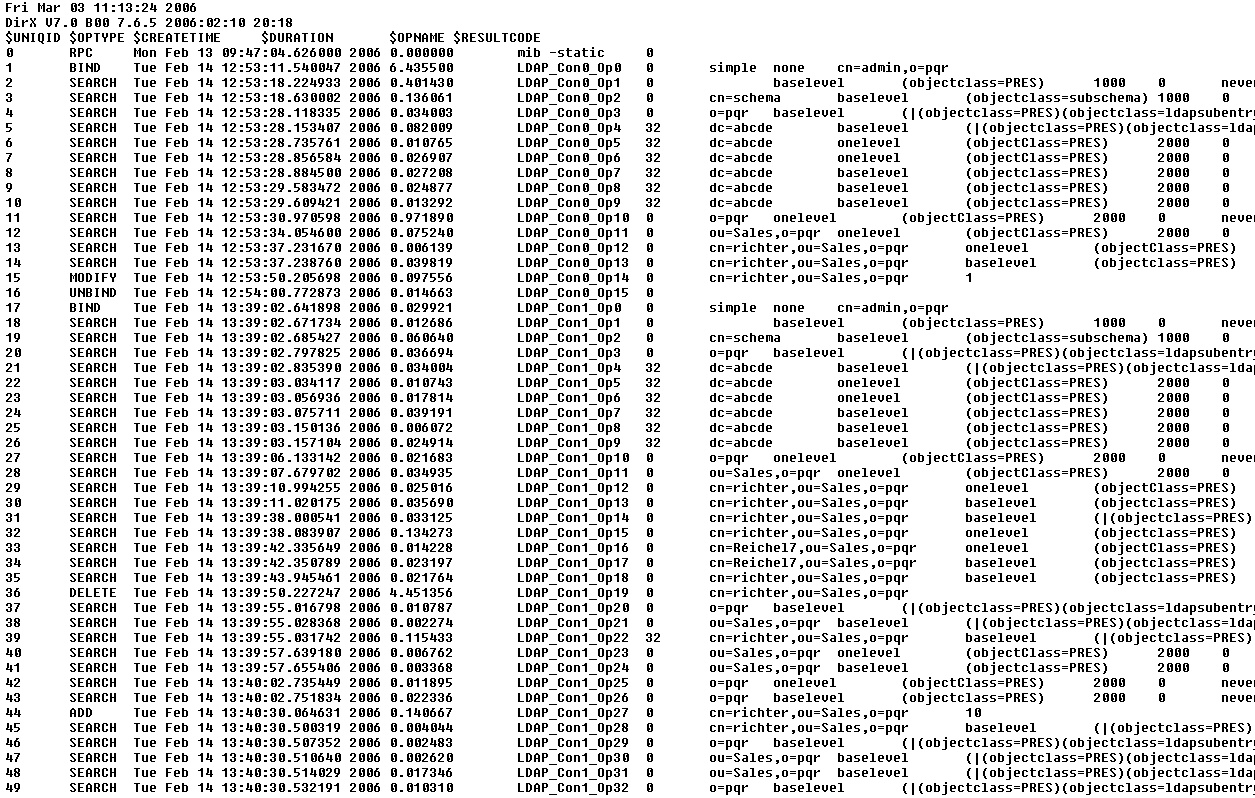 Fri Mar 03 11:13:24 2006
DirX V7.0 B00 7.6.5 2006:02:10 20:18
$UNIQID $OPTYPE $CREATETIME $DURATION $OPNAME $RESULTCODE
0 RPC Mon Feb 13 09:47:04.626000 2006 0.000000 mib -static 0
1 BIND Tue Feb 14 12:53:11.540047 2006 6.435500 LDAP_Con0_Op0 0 simple none cn=admin,o=pqr
2 SEARCH Tue Feb 14 12:53:18.224933 2006 0.401430 LDAP_Con0_Op1 0 baselevel (objectclass=PRES) 1000 0 never
3 SEARCH Tue Feb 14 12:53:18.630002 2006 0.136061 LDAP_Con0_Op2 0 cn=schema baselevel (objectclass=subschema) 1000 0
4 SEARCH Tue Feb 14 12:53:28.118335 2006 0.034003 LDAP_Con0_Op3 0 o=pqr baselevel (|(objectclass=PRES)(objectclass=ldapsubentry
5 SEARCH Tue Feb 14 12:53:28.153407 2006 0.082009 LDAP_Con0_Op4 32 dc=abcde baselevel (|(objectclass=PRES)(objectclass=ldap
6 SEARCH Tue Feb 14 12:53:28.735761 2006 0.010765 LDAP_Con0_Op5 32 dc=abcde onelevel (objectClass=PRES) 2000 0
7 SEARCH Tue Feb 14 12:53:28.856584 2006 0.026907 LDAP_Con0_Op6 32 dc=abcde onelevel (objectClass=PRES) 2000 0
8 SEARCH Tue Feb 14 12:53:28.884500 2006 0.027208 LDAP_Con0_Op7 32 dc=abcde baselevel (objectClass=PRES) 2000 0
9 SEARCH Tue Feb 14 12:53:29.583472 2006 0.024877 LDAP_Con0_Op8 32 dc=abcde baselevel (objectClass=PRES) 2000 0
10 SEARCH Tue Feb 14 12:53:29.609421 2006 0.013292 LDAP_Con0_Op9 32 dc=abcde baselevel (objectClass=PRES) 2000 0
11 SEARCH Tue Feb 14 12:53:30.970598 2006 0.971890 LDAP_Con0_Op10 0 o=pqr onelevel (objectClass=PRES) 2000 0 never
12 SEARCH Tue Feb 14 12:53:34.054600 2006 0.075240 LDAP_Con0_Op11 0 ou=Sales,o=pqr onelevel (objectClass=PRES) 2000 0
13 SEARCH Tue Feb 14 12:53:37.231670 2006 0.006139 LDAP_Con0_Op12 0 cn=richter,ou=Sales,o=pqr onelevel (objectClass=PRES)
14 SEARCH Tue Feb 14 12:53:37.238760 2006 0.039819 LDAP_Con0_Op13 0 cn=richter,ou=Sales,o=pqr baselevel (objectClass=PRES)
15 MODIFY Tue Feb 14 12:53:50.205698 2006 0.097556 LDAP_Con0_Op14 0 cn=richter,ou=Sales,o=pqr 1
16 UNBIND Tue Feb 14 12:54:00.772873 2006 0.014663 LDAP_Con0_Op15 0
17 BIND Tue Feb 14 13:39:02.641898 2006 0.029921 LDAP_Con1_Op0 0 simple none cn=admin,o=pqr
18 SEARCH Tue Feb 14 13:39:02.671734 2006 0.012686 LDAP_Con1_Op1 0 baselevel (objectclass=PRES) 1000 0 never
19 SEARCH Tue Feb 14 13:39:02.685427 2006 0.060640 LDAP_Con1_Op2 0 cn=schema baselevel (objectclass=subschema) 1000 0
20 SEARCH Tue Feb 14 13:39:02.797825 2006 0.036694 LDAP_Con1_Op3 0 o=pqr baselevel (|(objectclass=PRES)(objectclass=ldapsubentry
21 SEARCH Tue Feb 14 13:39:02.835390 2006 0.034004 LDAP_Con1_Op4 32 dc=abcde baselevel (|(objectclass=PRES)(objectclass=ldap
22 SEARCH Tue Feb 14 13:39:03.034117 2006 0.010743 LDAP_Con1_Op5 32 dc=abcde onelevel (objectClass=PRES) 2000 0
23 SEARCH Tue Feb 14 13:39:03.056936 2006 0.017814 LDAP_Con1_Op6 32 dc=abcde onelevel (objectClass=PRES) 2000 0
24 SEARCH Tue Feb 14 13:39:03.075711 2006 0.039191 LDAP_Con1_Op7 32 dc=abcde baselevel (objectClass=PRES) 2000 0
25 SEARCH Tue Feb 14 13:39:03.150136 2006 0.006072 LDAP_Con1_Op8 32 dc=abcde baselevel (objectClass=PRES) 2000 0
26 SEARCH Tue Feb 14 13:39:03.157104 2006 0.024914 LDAP_Con1_Op9 32 dc=abcde baselevel (objectClass=PRES) 2000 0
27 SEARCH Tue Feb 14 13:39:06.133142 2006 0.021683 LDAP_Con1_Op10 0 o=pqr onelevel (objectClass=PRES) 2000 0 never
28 SEARCH Tue Feb 14 13:39:07.679702 2006 0.034935 LDAP_Con1_Op11 0 ou=Sales,o=pqr onelevel (objectClass=PRES) 2000 0
29 SEARCH Tue Feb 14 13:39:10.994255 2006 0.025016 LDAP_Con1_Op12 0 cn=richter,ou=Sales,o=pqr onelevel (objectClass=PRES)
30 SEARCH Tue Feb 14 13:39:11.020175 2006 0.035690 LDAP_Con1_Op13 0 cn=richter,ou=Sales,o=pqr baselevel (objectClass=PRES)
31 SEARCH Tue Feb 14 13:39:38.000541 2006 0.033125 LDAP_Con1_Op14 0 cn=richter,ou=Sales,o=pqr baselevel (|(objectclass=PRES)
32 SEARCH Tue Feb 14 13:39:38.083907 2006 0.134273 LDAP_Con1_Op15 0 cn=richter,ou=Sales,o=pqr onelevel (objectClass=PRES)
33 SEARCH Tue Feb 14 13:39:42.335649 2006 0.014228 LDAP_Con1_Op16 0 cn=Reichel7,ou=Sales,o=pqr onelevel (objectClass=PRES)
34 SEARCH Tue Feb 14 13:39:42.350789 2006 0.023197 LDAP_Con1_Op17 0 cn=Reichel7,ou=Sales,o=pqr baselevel (objectClass=PRES)
35 SEARCH Tue Feb 14 13:39:43.945461 2006 0.021764 LDAP_Con1_Op18 0 cn=richter,ou=Sales,o=pqr baselevel (objectClass=PRES)
36 DELETE Tue Feb 14 13:39:50.227247 2006 4.451356 LDAP_Con1_Op19 0 cn=richter,ou=Sales,o=pqr
37 SEARCH Tue Feb 14 13:39:55.016798 2006 0.010787 LDAP_Con1_Op20 0 o=pqr baselevel (|(objectclass=PRES)(objectclass=ldapsubentry
38 SEARCH Tue Feb 14 13:39:55.028368 2006 0.002274 LDAP_Con1_Op21 0 ou=Sales,o=pqr baselevel (|(objectclass=PRES)(objectclass=ldap
39 SEARCH Tue Feb 14 13:39:55.031742 2006 0.115433 LDAP_Con1_Op22 32 cn=richter,ou=Sales,o=pqr baselevel (|(objectclass=PRES)
40 SEARCH Tue Feb 14 13:39:57.639180 2006 0.006762 LDAP_Con1_Op23 0 ou=Sales,o=pqr onelevel (objectClass=PRES) 2000 0
41 SEARCH Tue Feb 14 13:39:57.655406 2006 0.003368 LDAP_Con1_Op24 0 ou=Sales,o=pqr baselevel (objectClass=PRES) 2000 0
42 SEARCH Tue Feb 14 13:40:02.735449 2006 0.011895 LDAP_Con1_Op25 0 o=pqr onelevel (objectClass=PRES) 2000 0 never
43 SEARCH Tue Feb 14 13:40:02.751834 2006 0.022336 LDAP_Con1_Op26 0 o=pqr baselevel (objectClass=PRES) 2000 0 never
44 ADD Tue Feb 14 13:40:30.064631 2006 0.140667 LDAP_Con1_Op27 0 cn=richter,ou=Sales,o=pqr 10
45 SEARCH Tue Feb 14 13:40:30.500319 2006 0.004044 LDAP_Con1_Op28 0 cn=richter,ou=Sales,o=pqr baselevel (|(objectclass=PRES)
46 SEARCH Tue Feb 14 13:40:30.507352 2006 0.002483 LDAP_Con1_Op29 0 o=pqr baselevel (|(objectclass=PRES)(objectclass=ldapsubentry
47 SEARCH Tue Feb 14 13:40:30.510640 2006 0.002620 LDAP_Con1_Op30 0 ou=Sales,o=pqr baselevel (|(objectclass=PRES)(objectclass=ldap
48 SEARCH Tue Feb 14 13:40:30.514029 2006 0.017346 LDAP_Con1_Op31 0 ou=Sales,o=pqr baselevel (|(objectclass=PRES)(objectclass=ldap
49 SEARCH Tue Feb 14 13:40:30.532191 2006 0.010310 LDAP_Con1_Op32 0 o=pqr baselevel (|(objectclass=PRES)(objectclass=ldapsubentry